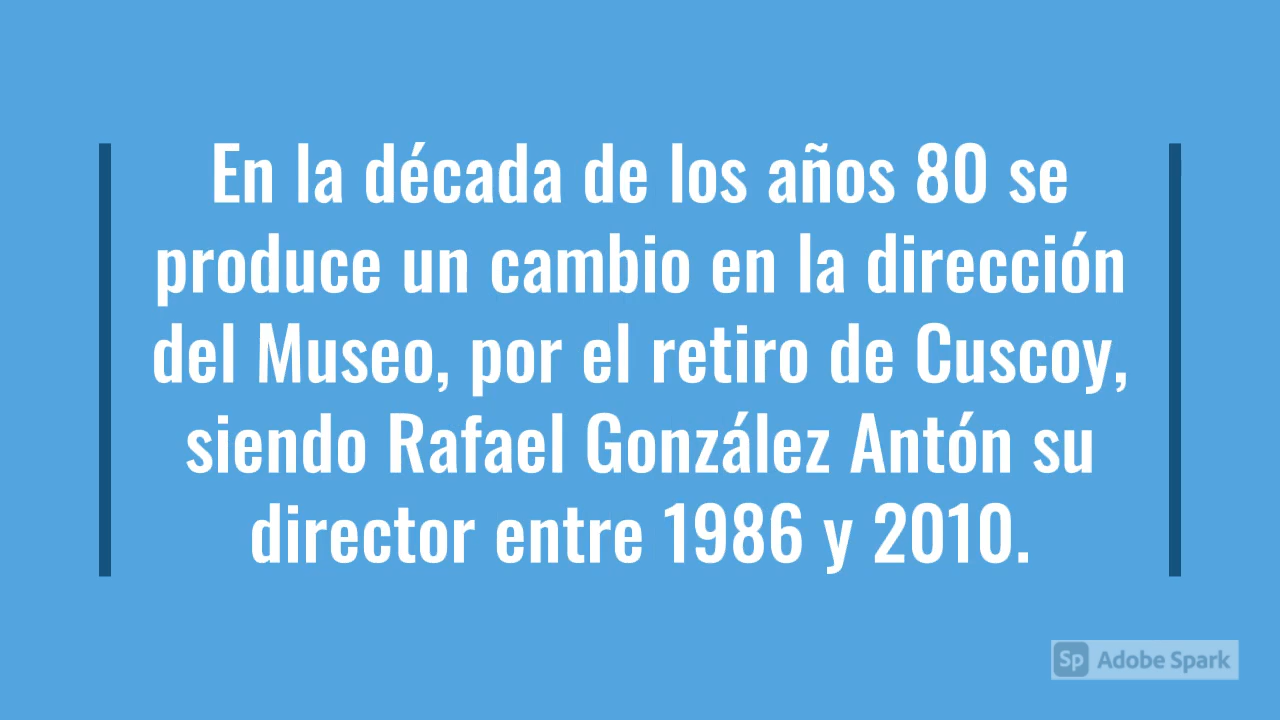 En la década de los años 80 se
produce un cambio en la dirección
del Museo, por el retiro de Cuscoy,
siendo Rafael González Antón su
director entre 1986 y 2010.
Sp Adobe Spark